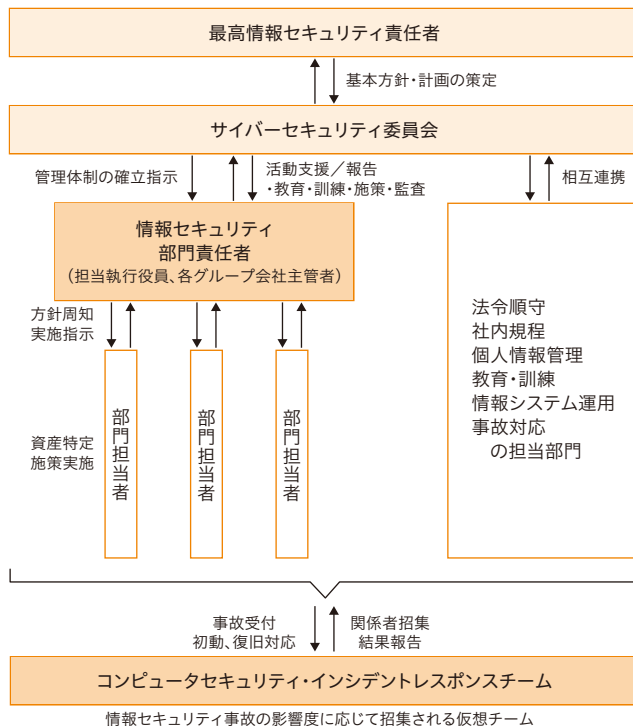 最高情報セキュリティ責任者
基本方針・計画の策定
サイバーセキュリティ委員会
管理体制の確立指示
活動支援／報告
・教育・訓練・施策・監査
相互連携
情報セキュリティ
部門責任者
（担当執行役員、各グループ会社主管者）
方針周知
実施指示
部門担当者
部門担当者
部門担当者
資産特定
施策実施
法令順守
社内規程
個人情報管理
教育・訓練
情報システム運用
事故対応
の担当部門
事故受付
初動、復旧対応
関係者招集
結果報告
コンピュータセキュリティ・インシデントレスポンスチーム
情報セキュリティ事故の影響度に応じて招集される仮想チーム